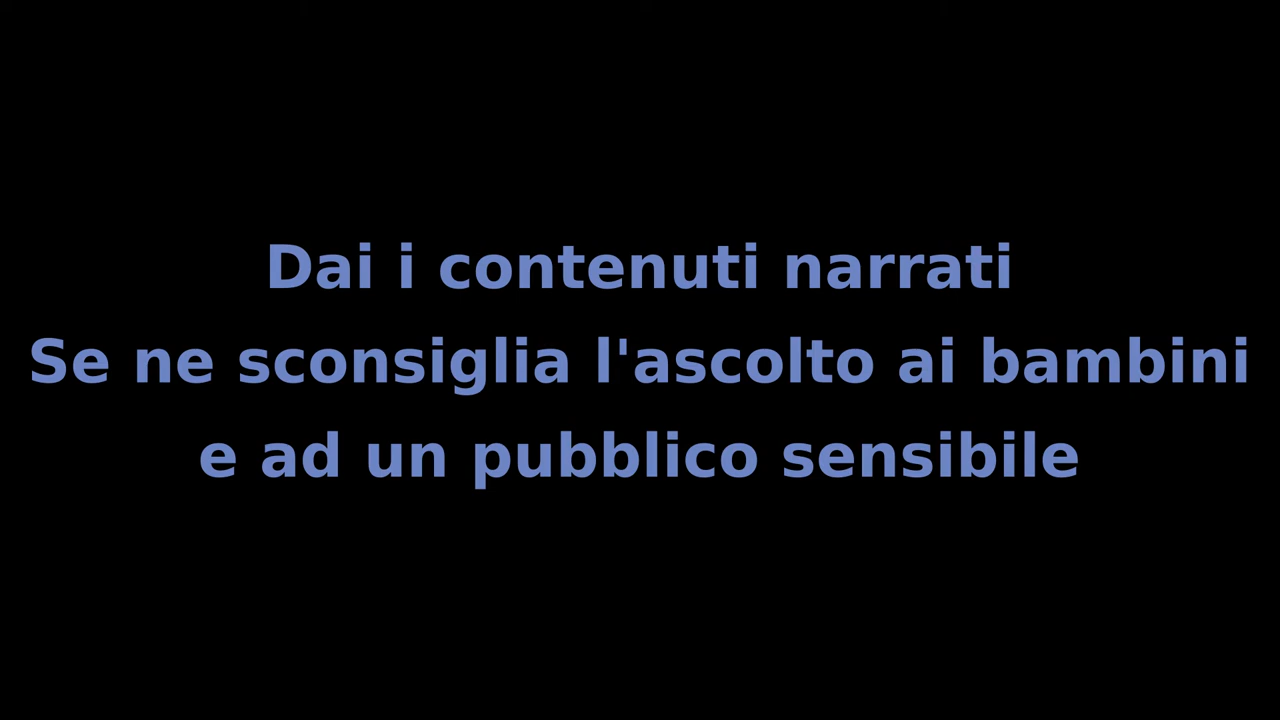 Dai i contenuti narrati
Se ne sconsiglia l'ascolto ai bambini
e ad un pubblico sensibile